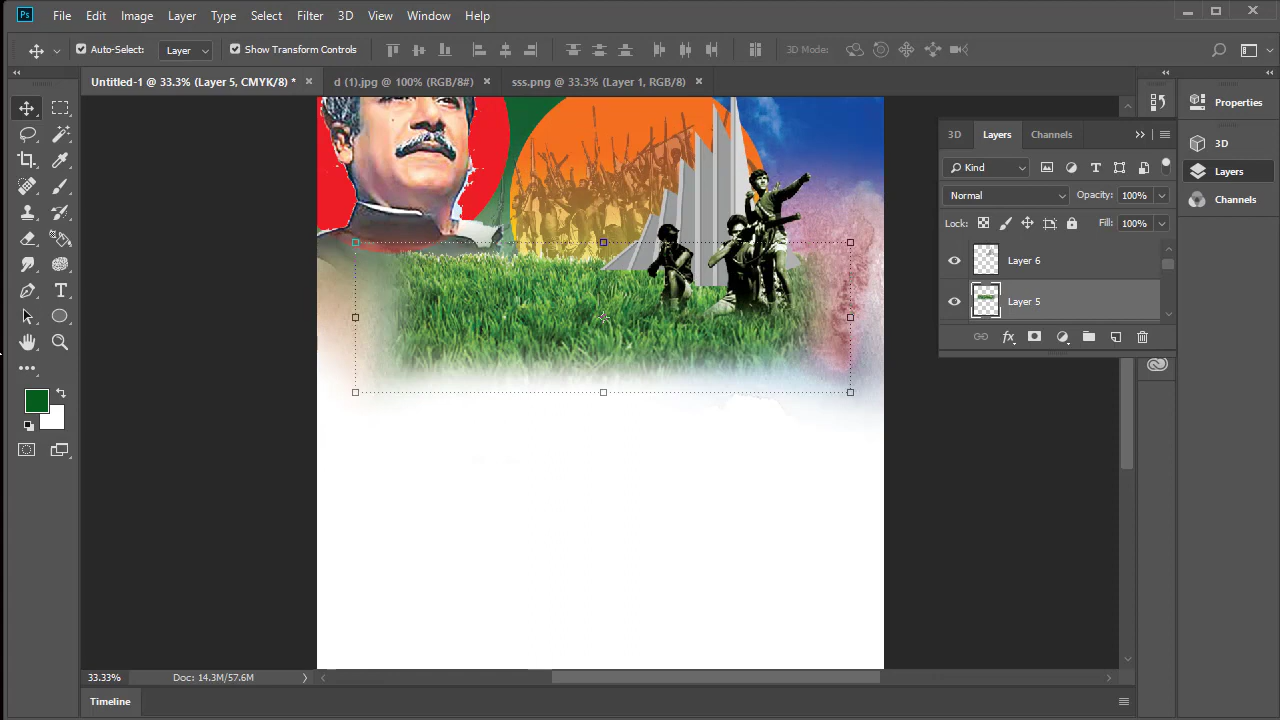 Ps File Edit Image Layer Type Select Filter 3D View Window Help
Auto-Select: Layer Show Transform Controls 3D Mode:
Untitled-1 @ 33.3% (Layer 5, CMYK/8) * × d (1).jpg @ 100% (RGB/8#) × sss.png @ 33.3% (Layer 1, RGB/8) ×
Properties
3D Layers Channels
3D
Kind
Layers
Normal Opacity: 100%
Channels
Lock: Fill: 100%
Layer 6
Layer 5
fx
33.33% Doc: 14.3M/57.6M
Timeline